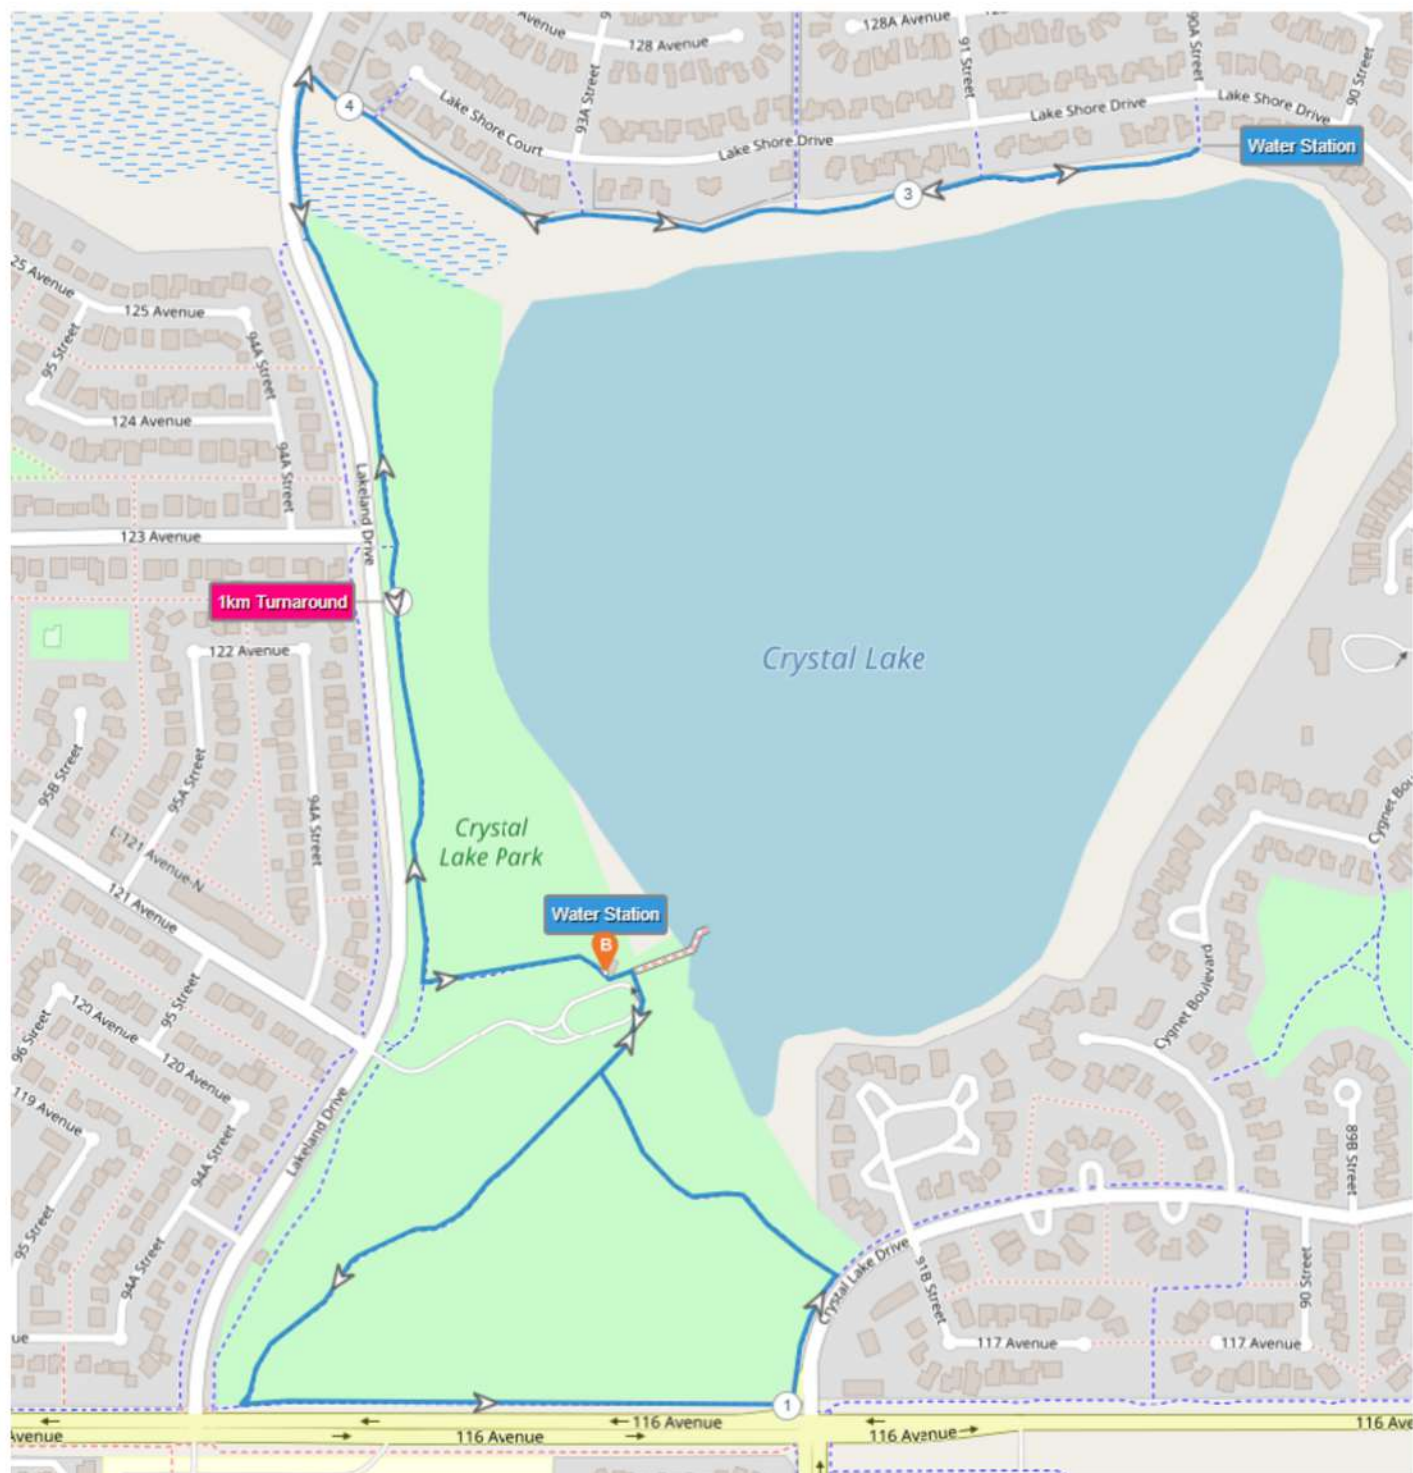 Avenue
128 Avenue
128A Avenue
91 Street
90A Street
90 Street
4
Lake Shore Court
93A Street
Lake Shore Drive
Lake Shore Drive
Lake Shore Drive
Water Station
3
25 Avenue
125 Avenue
95 Street
94A Street
124 Avenue
94A Street
Lakeland Drive
123 Avenue
1km Turnaround
122 Avenue
Crystal Lake
95B Street
95A Street
94A Street
L-121 Avenue-N
121 Avenue
Crystal
Lake Park
Water Station
B
Cygnet Bou
Cygnet Boulevard
120 Avenue
95 Street
96 Street
120 Avenue
119 Avenue
94A Street
Lakeland Drive
89B Street
95 Street
94A Street
ue
Crystal Lake Drive
91B Street
90 Street
117 Avenue
117 Avenue
1
116 Avenue
116 Ave
Avenue
116 Avenue
116 Avenue